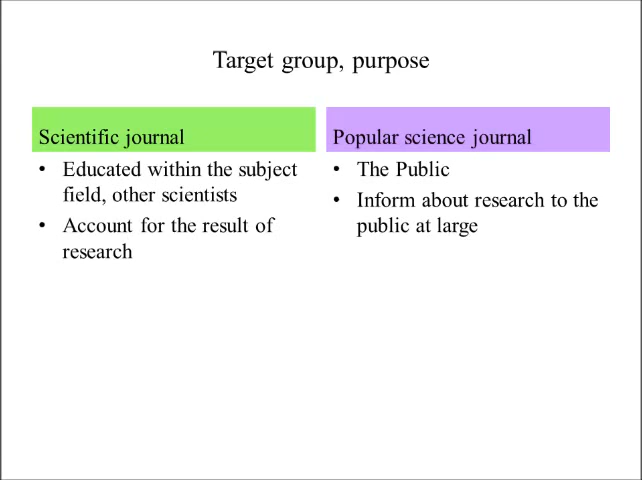 Target group, purpose
Scientific journal
• Educated within the subject
field, other scientists
• Account for the result of
research
Popular science journal
• The Public
• Inform about research to the
public at large